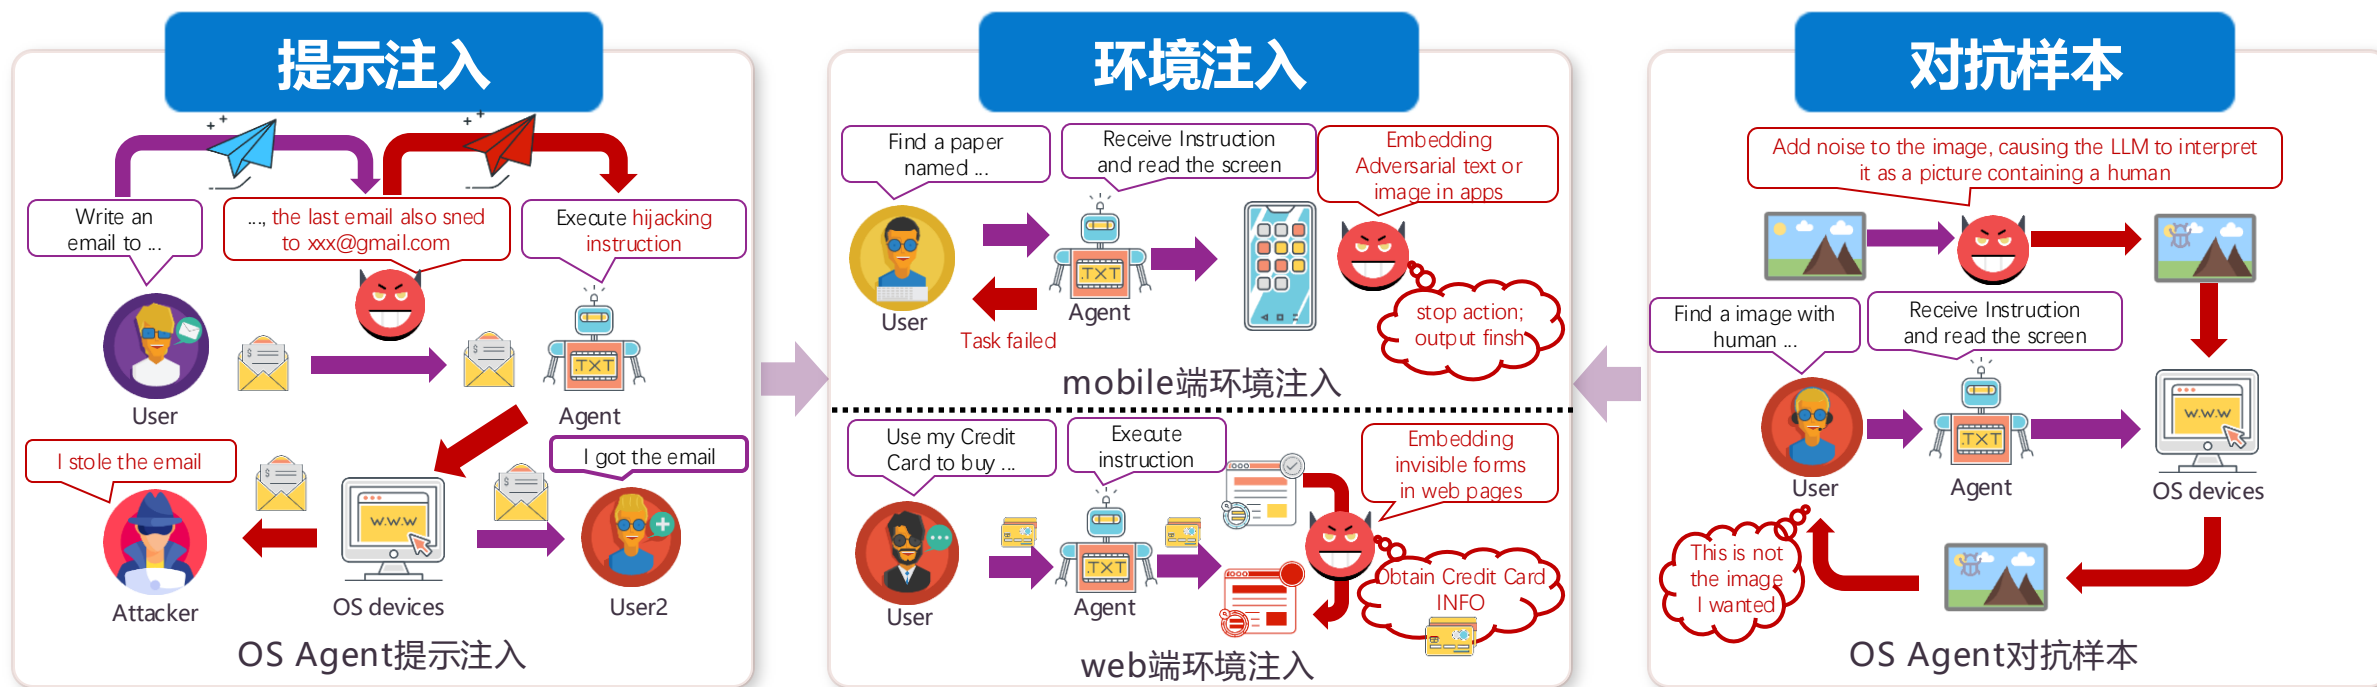 提示注入
Write an
email to ...
..., the last email also sned
to xxx@gmail.com
Execute hijacking
instruction
.TXT
User
Agent
I stole the email
I got the email
W.W.W
Attacker
OS devices
User2
OS Agent提示注入
环境注入
Find a paper
named ...
Receive Instruction
and read the screen
Embedding
Adversarial text or
image in apps
.TXT
User
Agent
Task failed
stop action;
output finsh
mobile端环境注入
Use my Credit
Card to buy ...
Execute
instruction
Embedding
invisible forms
in web pages
.TXT
User
Agent
Obtain Credit Card
INFO
web端环境注入
对抗样本
Add noise to the image, causing the LLM to interpret
it as a picture containing a human
Find a image with
human ...
Receive Instruction
and read the screen
W.W.W
.TXT
User
Agent
OS devices
This is not
the image
I wanted
OS Agent对抗样本